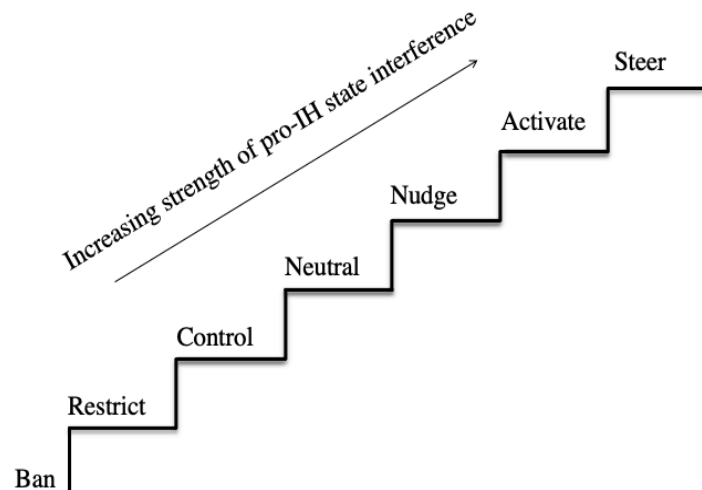 Increasing strength of pro-IH state interference
Steer
Activate
Nudge
Neutral
Control
Restrict
Ban